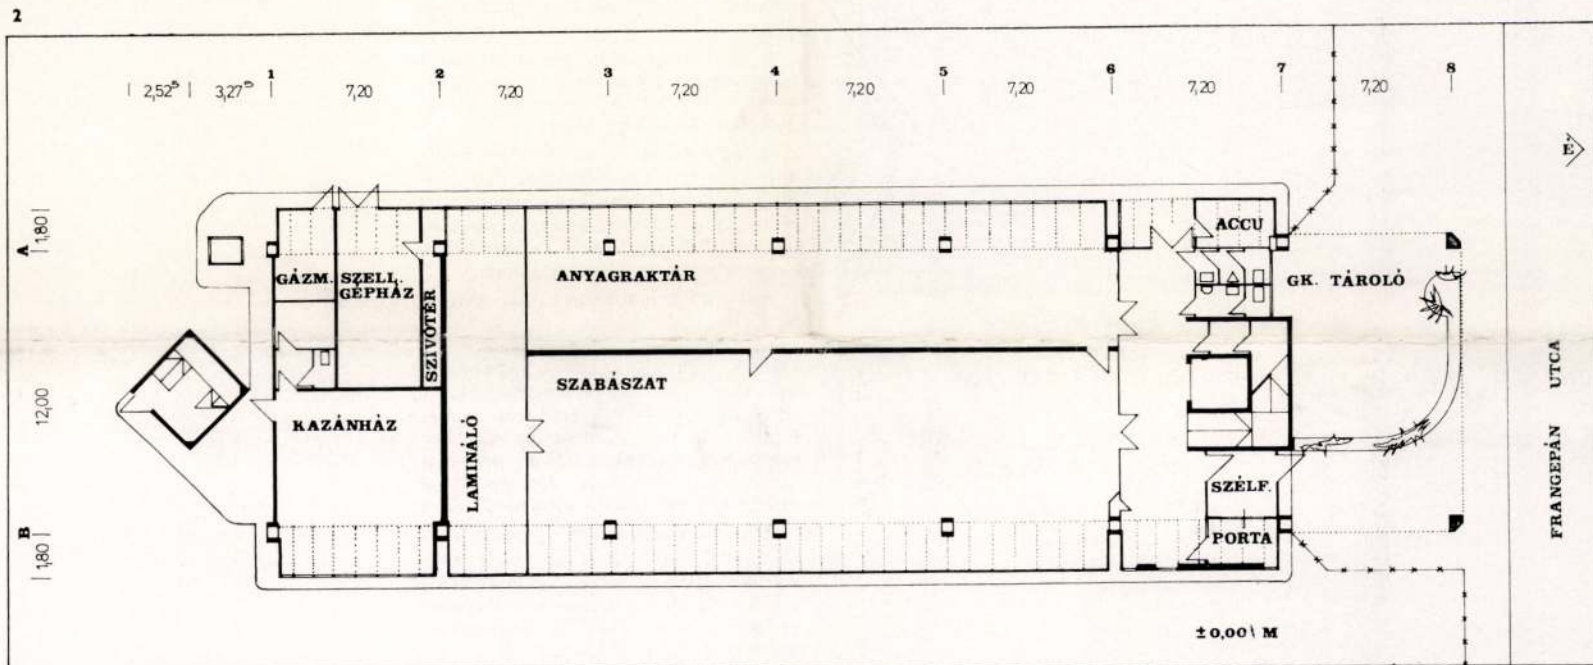 2
1 2 3 4 5 6 7 8
2,52⁵ 3,27⁵ 7,20 7,20 7,20 7,20 7,20 7,20 7,20
É
A
1,80
12,00
B
1,80
ACCU
GÁZM.
SZELL.
GÉPHÁZ
SZÍVÓTÉR
ANYAGRAKTÁR
GK. TÁROLÓ
SZABÁSZAT
KAZÁNHÁZ
LAMINÁLÓ
SZÉLF.
PORTA
FRANGEPÁN UTCA
±0,00 \ M